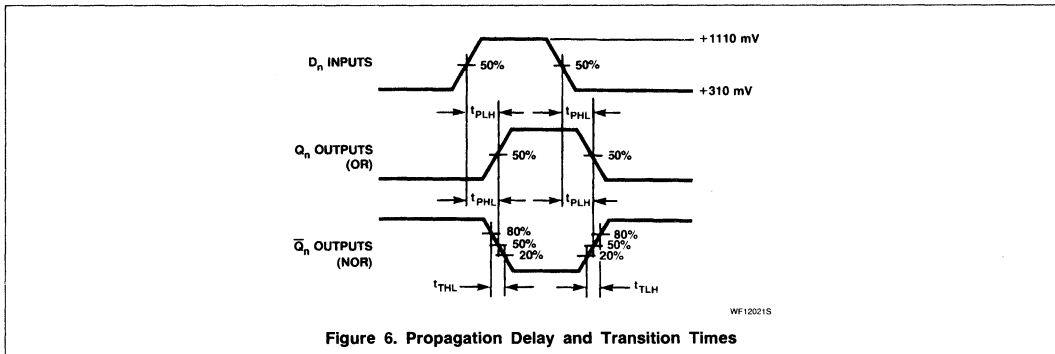 +1110 mV
Dn INPUTS
50%
50%
+310 mV
tPLH
tPHL
Qn OUTPUTS
(OR)
50%
50%
tPHL
tPLH
Q̅n OUTPUTS
(NOR)
80%
50%
20%
80%
50%
20%
tTHL
tTLH
WF12021S
Figure 6. Propagation Delay and Transition Times